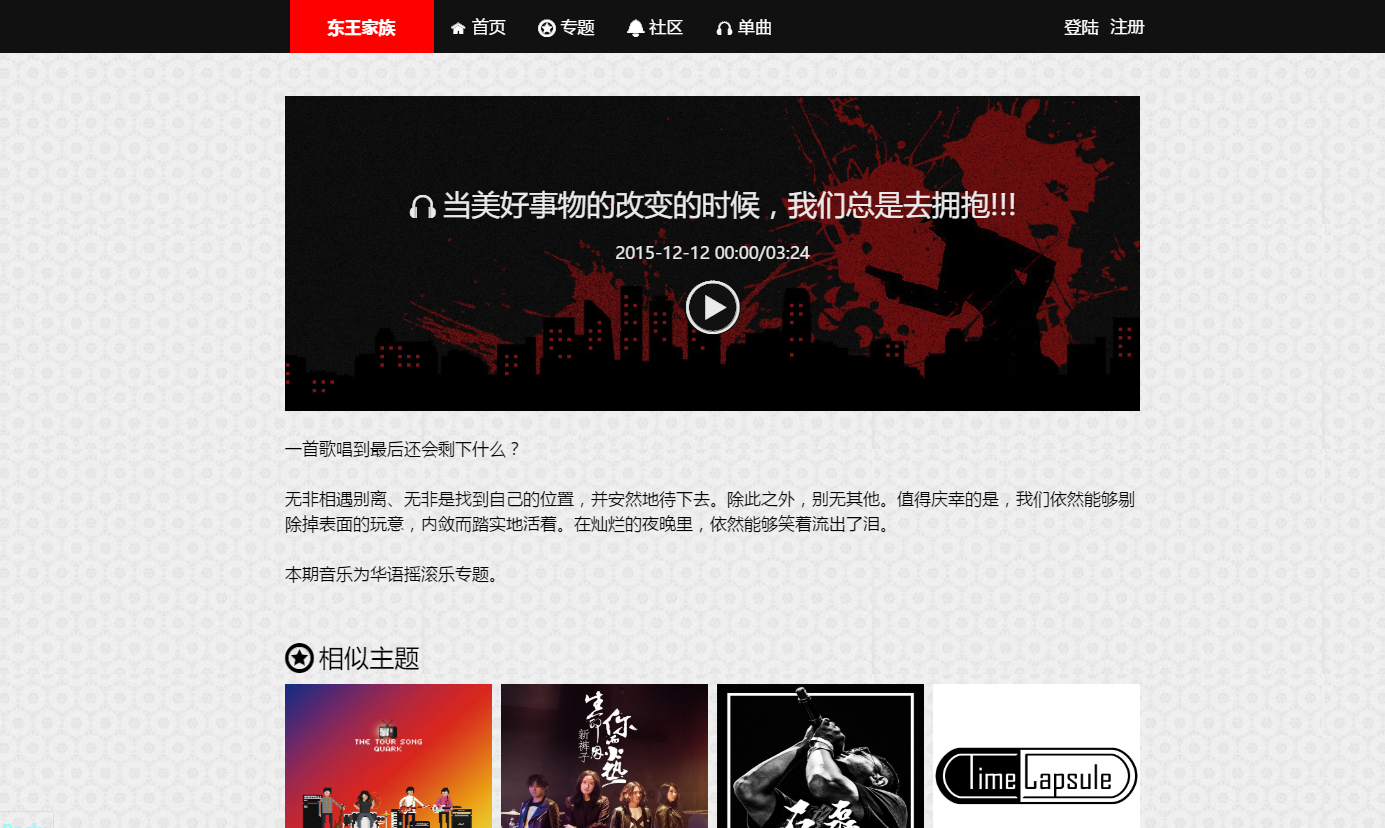 东王家族
首页
专题
社区
单曲
登陆 注册
当美好事物的改变的时候，我们总是去拥抱!!!
2015-12-12 00:00/03:24
一首歌唱到最后还会剩下什么？
无非相遇别离、无非是找到自己的位置，并安然地待下去。除此之外，别无其他。值得庆幸的是，我们依然能够剔
除掉表面的玩意，内敛而踏实地活着。在灿烂的夜晚里，依然能够笑着流出了泪。
本期音乐为华语摇滚乐专题。
相似主题
THE TOUR SONG
QUARK
生命因
你而火热
新裤子
Time Lapsule